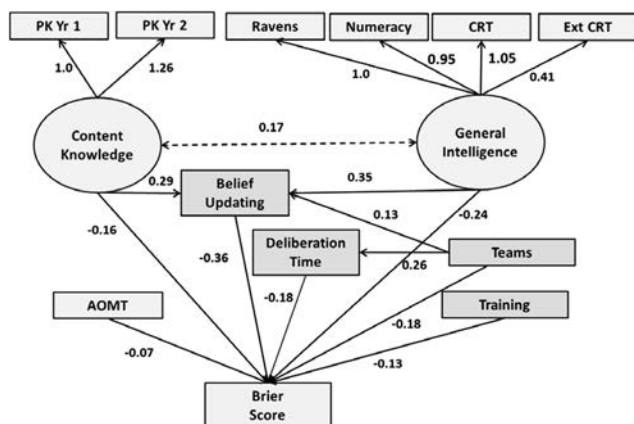 PK Yr 1
PK Yr 2
Ravens
Numeracy
CRT
Ext CRT
1.0
1.26
1.0
0.95
1.05
0.41
Content
Knowledge
0.17
General
Intelligence
0.29
Belief
Updating
0.35
-0.16
0.13
-0.24
-0.36
Deliberation
Time
0.26
Teams
AOMT
-0.18
-0.18
Training
-0.07
-0.13
Brier
Score